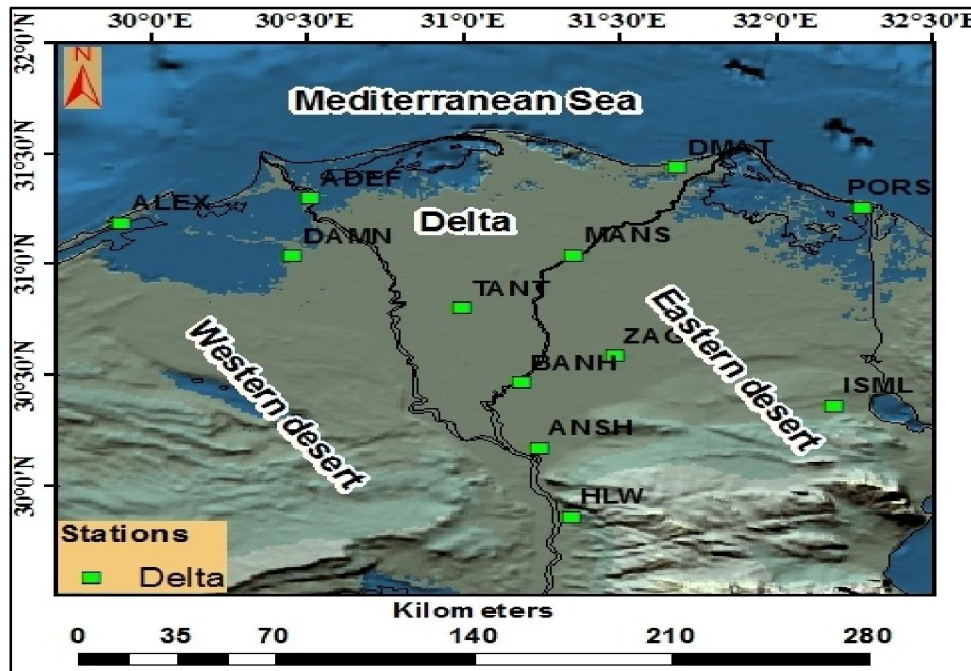 30°0'E 30°30'E 31°0'E 31°30'E 32°0'E 32°30'E
32°0'N
N
Mediterranean Sea
31°30'N
DMAT
ADEF
PORS
ALEX
Delta
DAMN
MANS
31°0'N
TANT
Western desert
Eastern desert
ZAG
BANH
30°30'N
ISML
ANSH
30°0'N
HLW
Stations
Delta
Kilometers
0 35 70 140 210 280